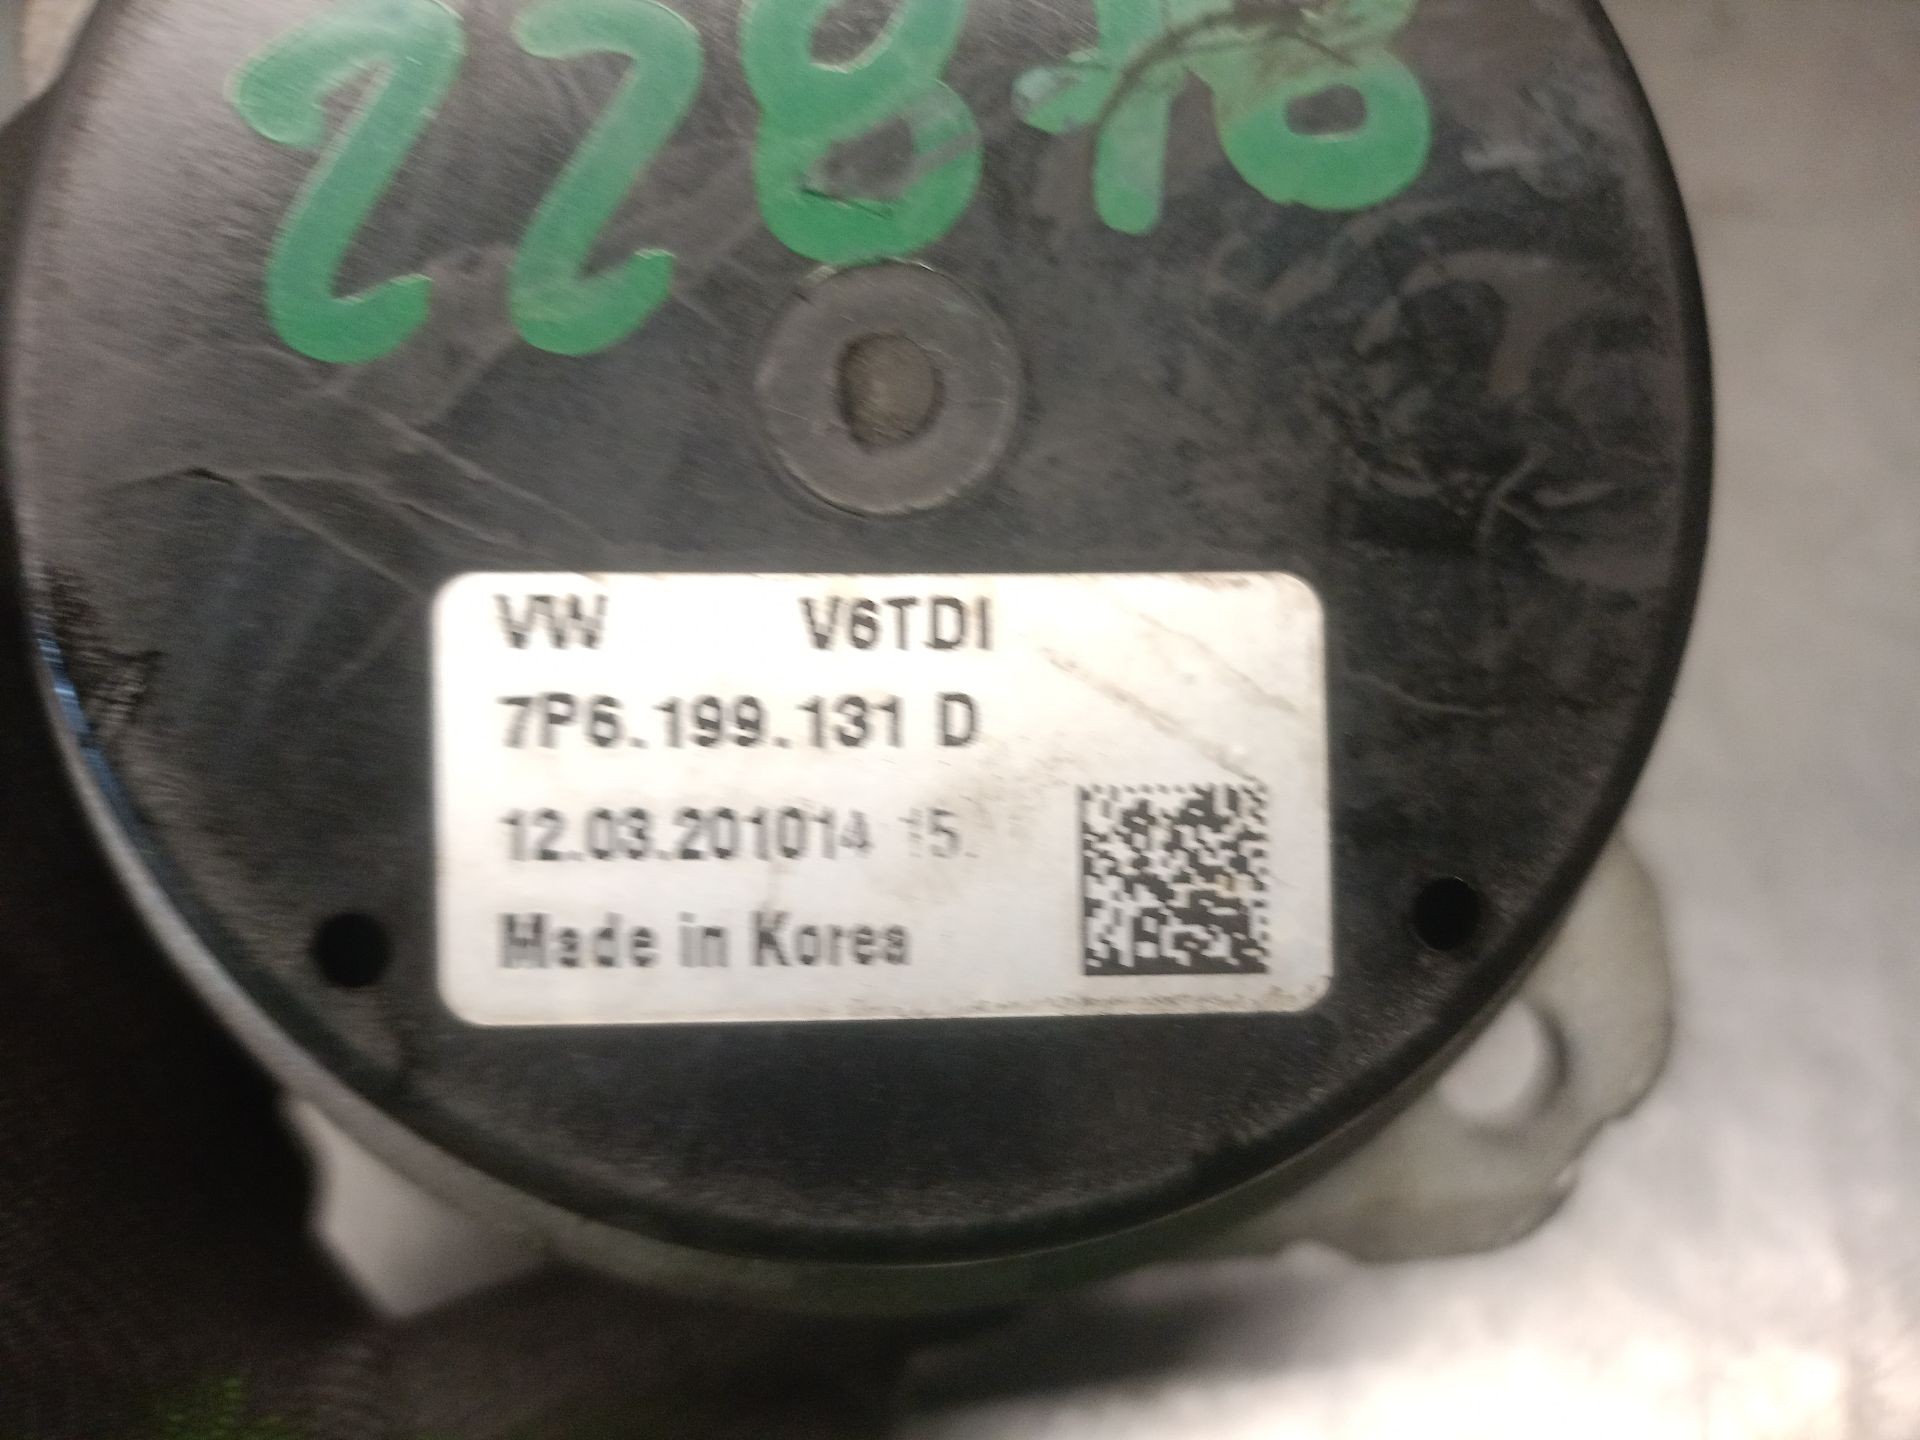 22878
VW V6TDI
7P6.199.131 D
12.03.201014 15.
Made in Korea